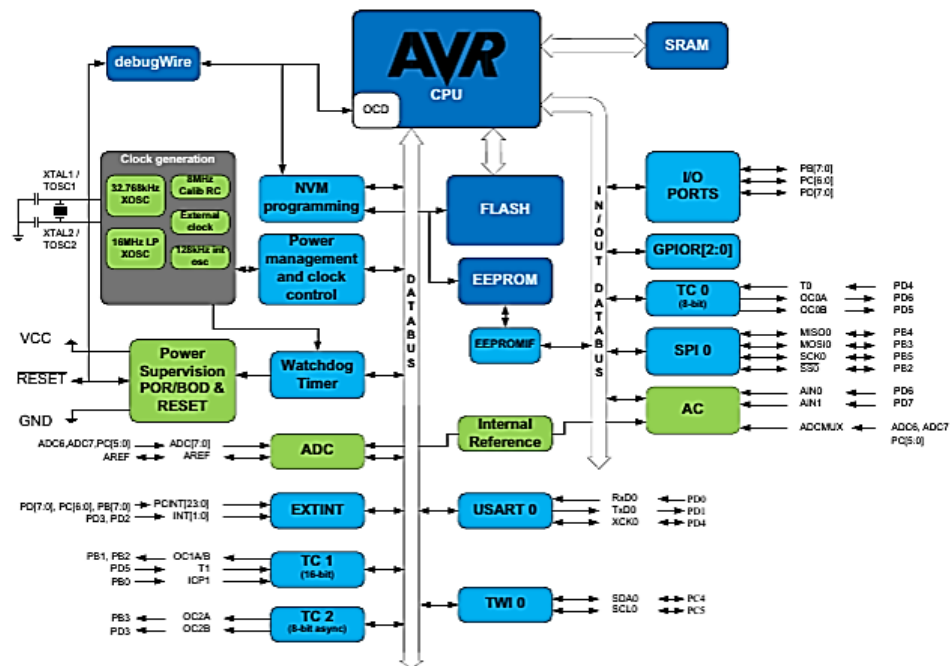 AVR
CPU
OCD
SRAM
debugWire
Clock generation
XTAL1 /
TOSC1
XTAL2 /
TOSC2
32.768kHz
XOSC
8MHz
Calib RC
External
clock
16MHz LP
XOSC
128kHz int
osc
NVM
programming
Power
management
and clock
control
FLASH
EEPROM
EEPROMIF
DATABUS
IN/OUT DATABUS
I/O
PORTS
PB[7:0]
PC[6:0]
PD[7:0]
GPIOR[2:0]
TC 0
(8-bit)
T0 PD4
OC0A PD6
OC0B PD5
SPI 0
MISO0 PB4
MOSI0 PB3
SCK0 PB5
SS0 PB2
AC
AIN0 PD6
AIN1 PD7
ADCMUX ADC6, ADC7
PC[5:0]
VCC
RESET
GND
Power
Supervision
POR/BOD &
RESET
Watchdog
Timer
Internal
Reference
ADC6,ADC7,PC[5:0] ADC[7:0]
AREF AREF
ADC
PD[7:0], PC[6:0], PB[7:0] PCINT[23:0]
PD3, PD2 INT[1:0]
EXTINT
USART 0
RxD0 PD0
TxD0 PD1
XCK0 PD4
PB1, PB2 OC1A/B
PD5 T1
PB0 ICP1
TC 1
(16-bit)
TWI 0
SDA0 PC4
SCL0 PC5
PB3 OC2A
PD3 OC2B
TC 2
(8-bit async)